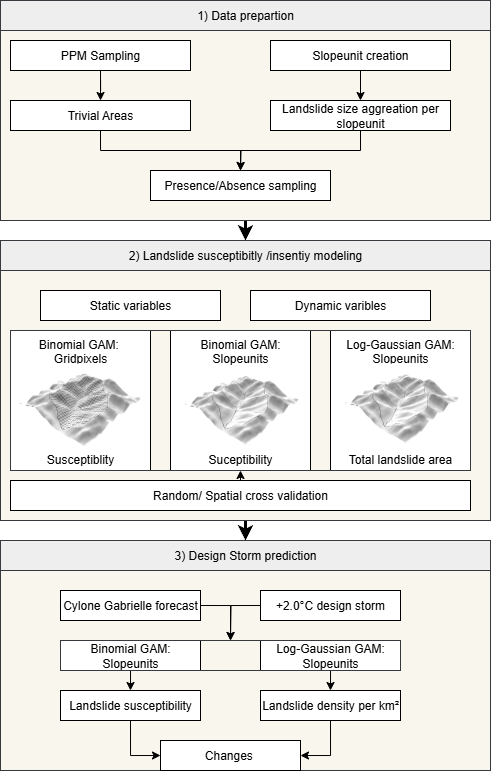 1) Data prepartion
PPM Sampling
Slopeunit creation
Trivial Areas
Landslide size aggreation per
slopeunit
Presence/Absence sampling
2) Landslide susceptibitly /insentiy modeling
Static variables
Dynamic varibles
Binomial GAM:
Gridpixels
Binomial GAM:
Slopeunits
Log-Gaussian GAM:
Slopeunits
Susceptiblity
Suceptibility
Total landslide area
Random/ Spatial cross validation
3) Design Storm prediction
Cylone Gabrielle forecast
+2.0°C design storm
Binomial GAM:
Slopeunits
Log-Gaussian GAM:
Slopeunits
Landslide susceptibility
Landslide density per km²
Changes